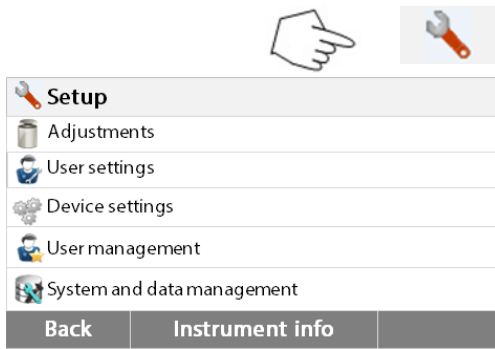 Setup
Adjustments
User settings
Device settings
User management
System and data management
Back Instrument info